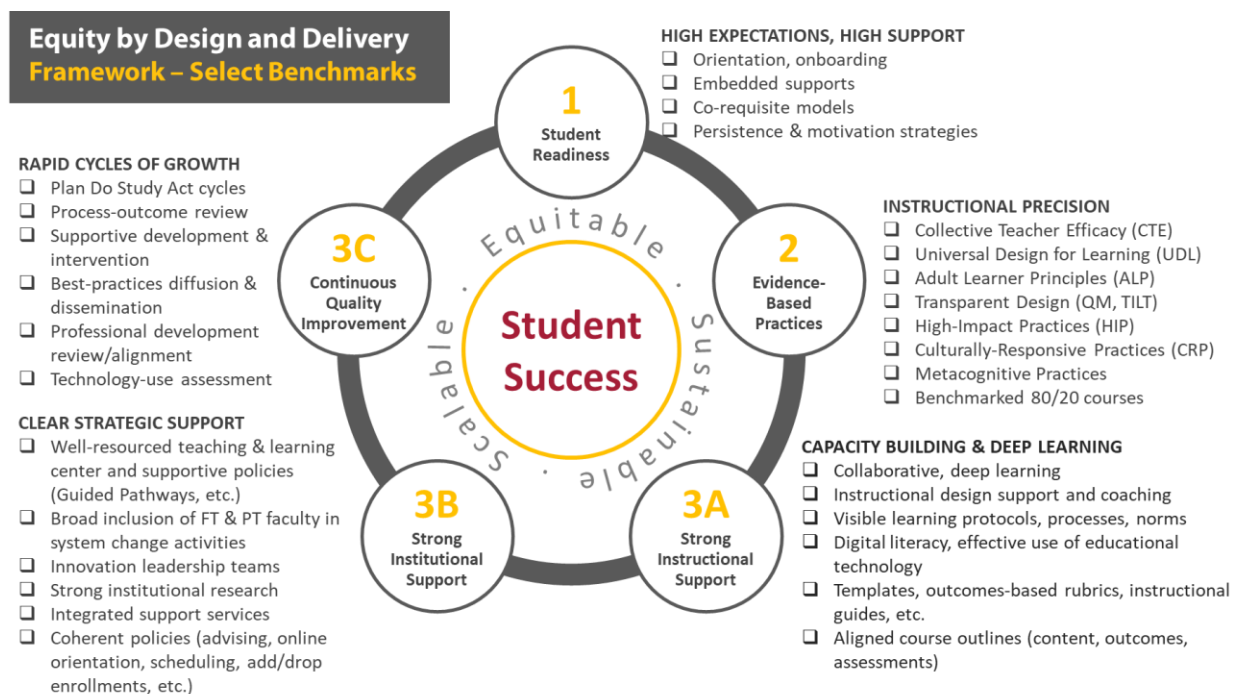 Equity by Design and Delivery
Framework – Select Benchmarks
HIGH EXPECTATIONS, HIGH SUPPORT
❑ Orientation, onboarding
❑ Embedded supports
❑ Co-requisite models
❑ Persistence & motivation strategies
1
Student
Readiness
RAPID CYCLES OF GROWTH
❑ Plan Do Study Act cycles
❑ Process-outcome review
❑ Supportive development &
intervention
❑ Best-practices diffusion &
dissemination
❑ Professional development
review/alignment
❑ Technology-use assessment
3C
Continuous
Quality
Improvement
Equitable · Sustainable · Scalable ·
Student
Success
2
Evidence-
Based
Practices
INSTRUCTIONAL PRECISION
❑ Collective Teacher Efficacy (CTE)
❑ Universal Design for Learning (UDL)
❑ Adult Learner Principles (ALP)
❑ Transparent Design (QM, TILT)
❑ High-Impact Practices (HIP)
❑ Culturally-Responsive Practices (CRP)
❑ Metacognitive Practices
❑ Benchmarked 80/20 courses
CLEAR STRATEGIC SUPPORT
❑ Well-resourced teaching & learning
center and supportive policies
(Guided Pathways, etc.)
❑ Broad inclusion of FT & PT faculty in
system change activities
❑ Innovation leadership teams
❑ Strong institutional research
❑ Integrated support services
❑ Coherent policies (advising, online
orientation, scheduling, add/drop
enrollments, etc.)
3B
Strong
Institutional
Support
3A
Strong
Instructional
Support
CAPACITY BUILDING & DEEP LEARNING
❑ Collaborative, deep learning
❑ Instructional design support and coaching
❑ Visible learning protocols, processes, norms
❑ Digital literacy, effective use of educational
technology
❑ Templates, outcomes-based rubrics, instructional
guides, etc.
❑ Aligned course outlines (content, outcomes,
assessments)